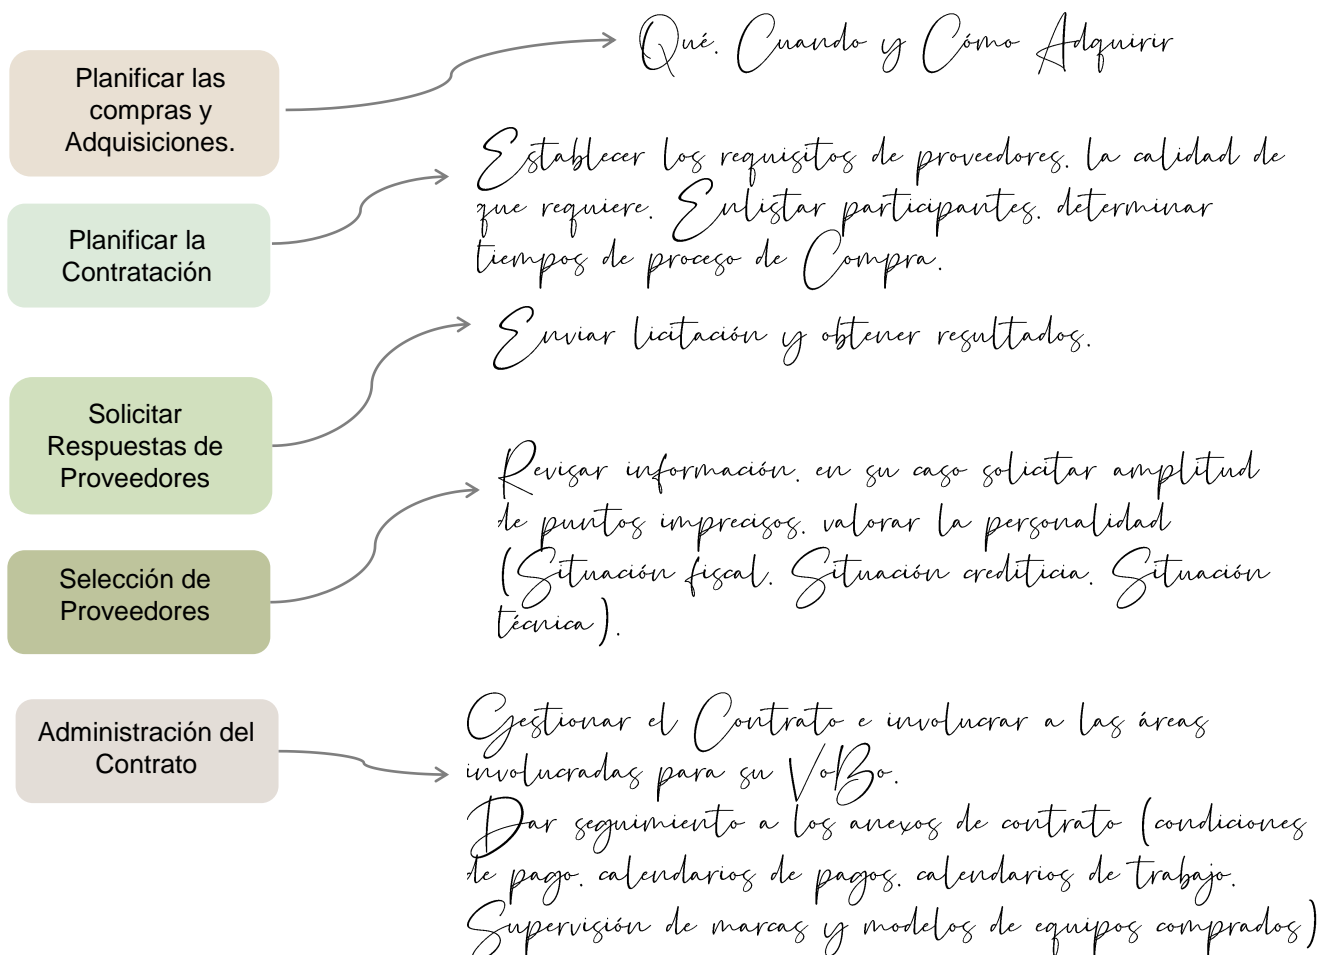 Planificar las
compras y
Adquisiciones.
Qué, Cuando y Cómo Adquirir
Planificar la
Contratación
Establecer los requisitos de proveedores, la calidad de
que requiere. Enlistar participantes, determinar
tiempos de proceso de Compra.
Solicitar
Respuestas de
Proveedores
Enviar licitación y obtener resultados.
Selección de
Proveedores
Revisar información, en su caso solicitar amplitud
de puntos imprecisos, valorar la personalidad
(Situación fiscal, Situación crediticia, Situación
técnica).
Administración del
Contrato
Gestionar el Contrato e involucrar a las áreas
involucradas para su VoBo.
Dar seguimiento a los anexos de contrato (condiciones
de pago, calendarios de pagos, calendarios de trabajo.
Supervisión de marcas y modelos de equipos comprados)